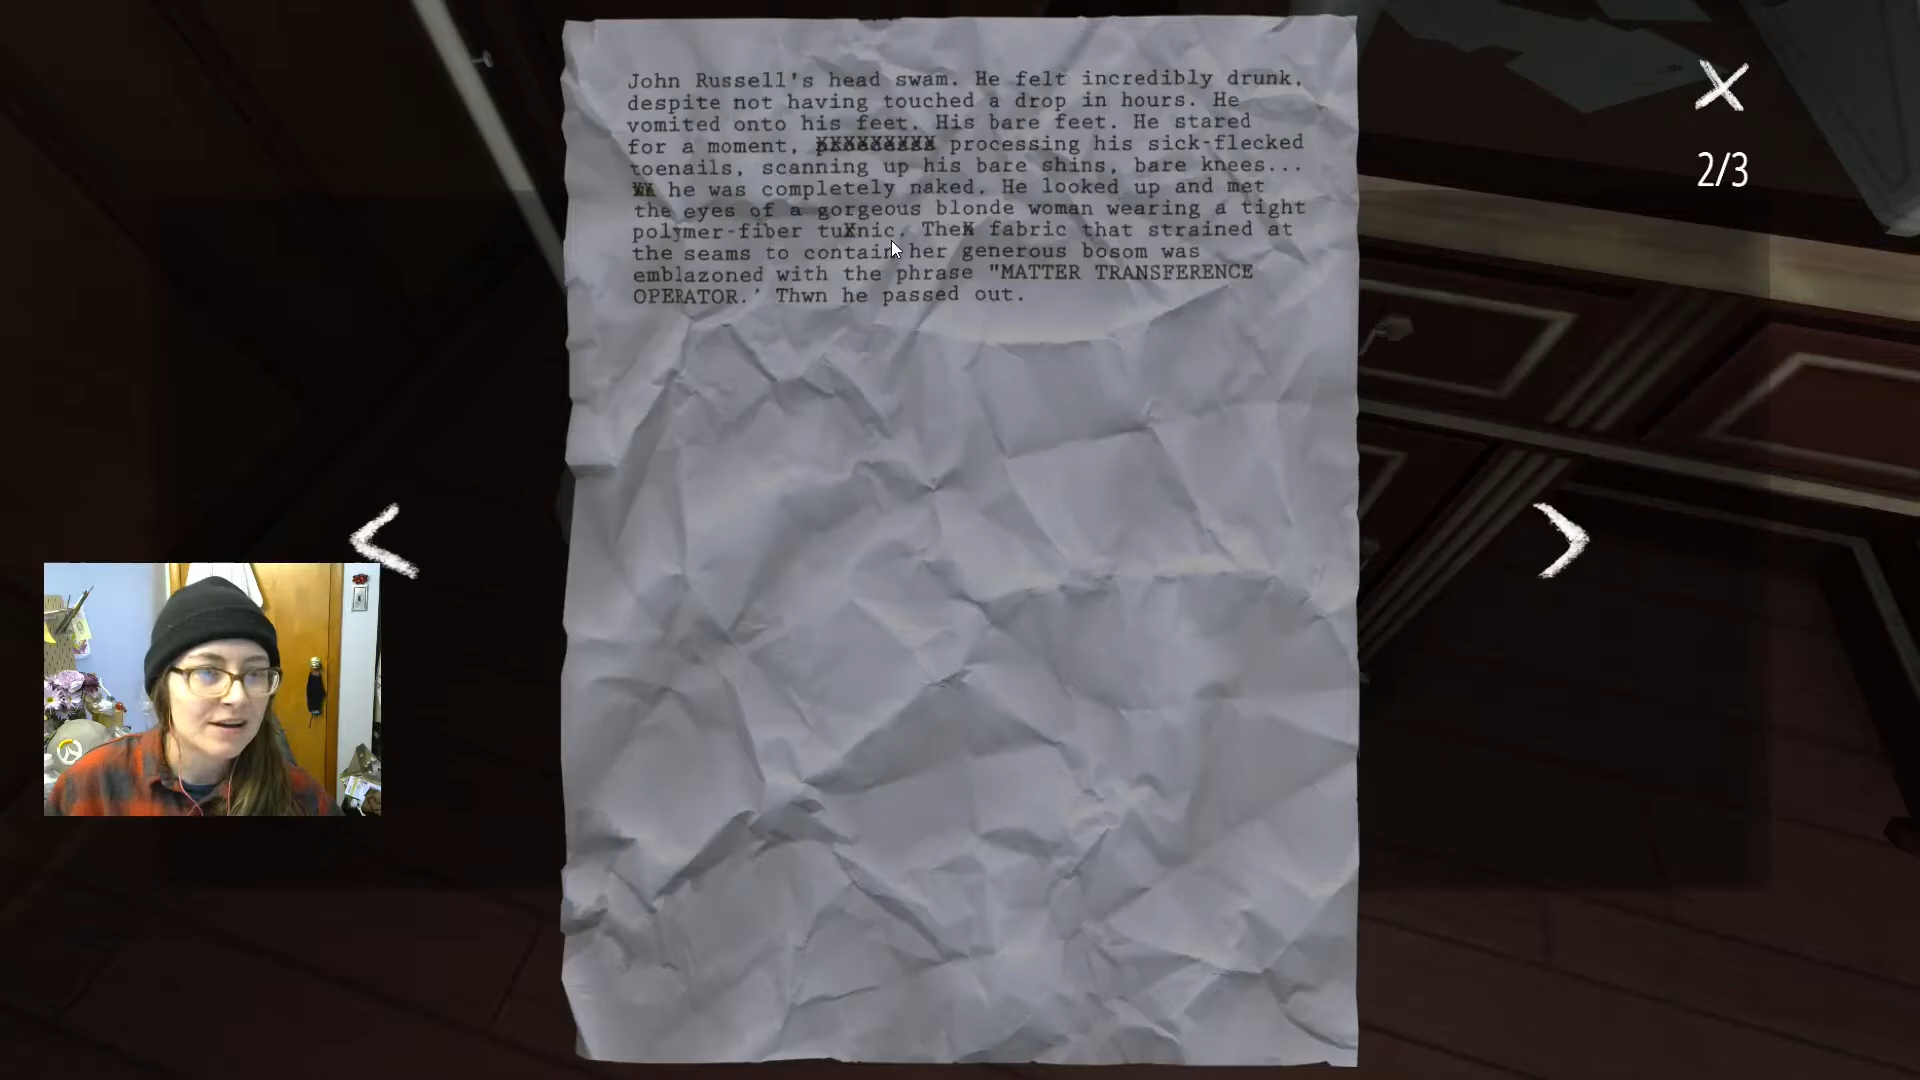 John Russell's head swam. He felt incredibly drunk,
despite not having touched a drop in hours. He
vomited onto his feet. His bare feet. He stared
for a moment, processing his sick-flecked
toenails, scanning up his bare shins, bare knees...
he was completely naked. He looked up and met
the eyes of a gorgeous blonde woman wearing a tight
polymer-fiber tuXnic. TheX fabric that strained at
the seams to contain her generous bosom was
emblazoned with the phrase "MATTER TRANSFERENCE
OPERATOR.' Thwn he passed out.
2/3